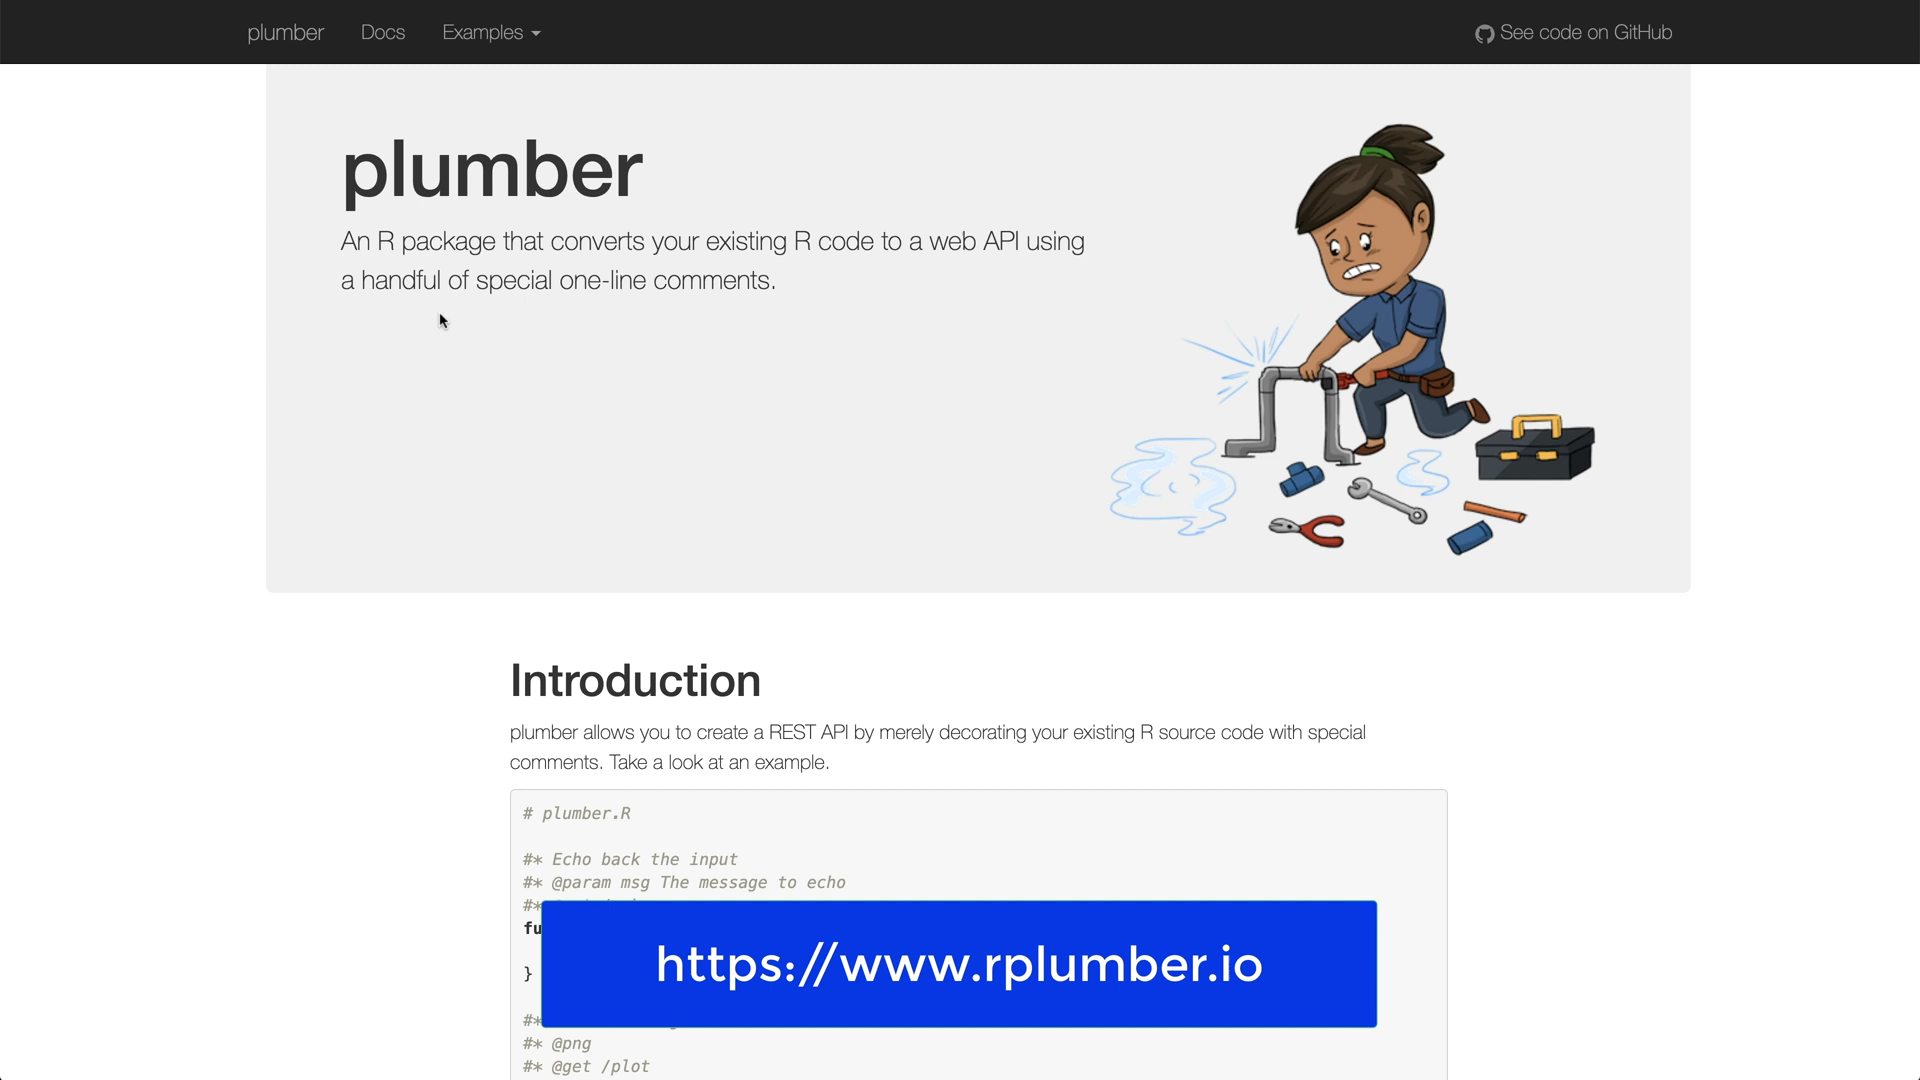 plumber Docs Examples See code on GitHub
plumber
An R package that converts your existing R code to a web API using
a handful of special one-line comments.
Introduction
plumber allows you to create a REST API by merely decorating your existing R source code with special
comments. Take a look at an example.
# plumber.R
#* Echo back the input
#* @param msg The message to echo
#*
fu
}
https://www.rplumber.io
#*
#* @png
#* @get /plot